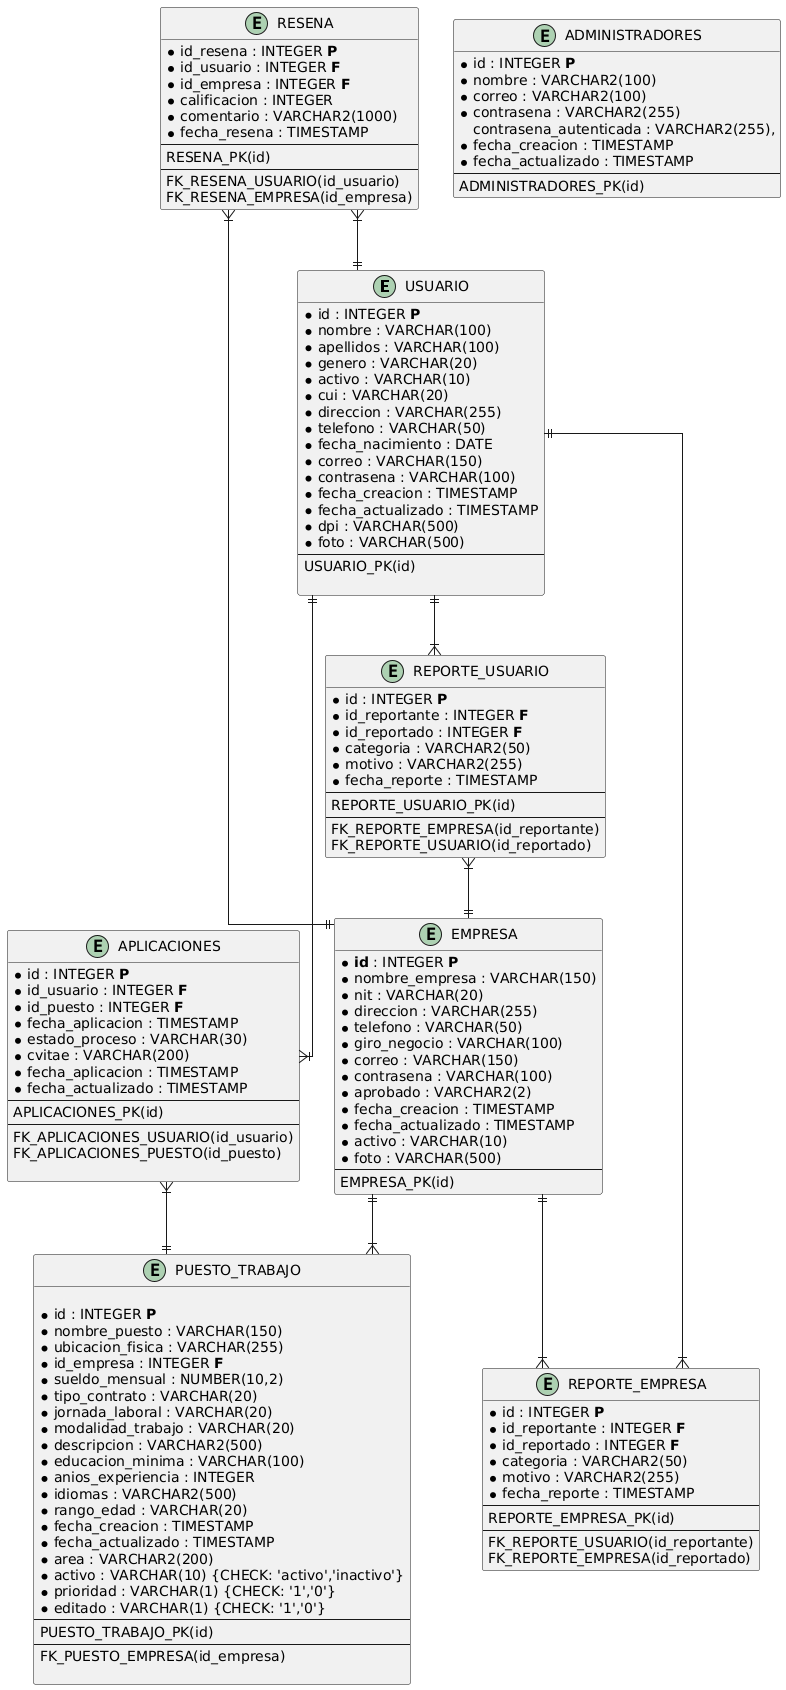 RESENA
id_resena : INTEGER P
id_usuario : INTEGER F
id_empresa : INTEGER F
calificacion : INTEGER
comentario : VARCHAR2(1000)
fecha_resena : TIMESTAMP
RESENA_PK(id)
FK_RESENA_USUARIO(id_usuario)
FK_RESENA_EMPRESA(id_empresa)
ADMINISTRADORES
id : INTEGER P
nombre : VARCHAR2(100)
correo : VARCHAR2(100)
contrasena : VARCHAR2(255)
contrasena_autenticada : VARCHAR2(255),
fecha_creacion : TIMESTAMP
fecha_actualizado : TIMESTAMP
ADMINISTRADORES_PK(id)
USUARIO
id : INTEGER P
nombre : VARCHAR(100)
apellidos : VARCHAR(100)
genero : VARCHAR(20)
activo : VARCHAR(10)
cui : VARCHAR(20)
direccion : VARCHAR(255)
telefono : VARCHAR(50)
fecha_nacimiento : DATE
correo : VARCHAR(150)
contrasena : VARCHAR(100)
fecha_creacion : TIMESTAMP
fecha_actualizado : TIMESTAMP
dpi : VARCHAR(500)
foto : VARCHAR(500)
USUARIO_PK(id)
REPORTE_USUARIO
id : INTEGER P
id_reportante : INTEGER F
id_reportado : INTEGER F
categoria : VARCHAR2(50)
motivo : VARCHAR2(255)
fecha_reporte : TIMESTAMP
REPORTE_USUARIO_PK(id)
FK_REPORTE_EMPRESA(id_reportante)
FK_REPORTE_USUARIO(id_reportado)
APLICACIONES
id : INTEGER P
id_usuario : INTEGER F
id_puesto : INTEGER F
fecha_aplicacion : TIMESTAMP
estado_proceso : VARCHAR(30)
cvitae : VARCHAR(200)
fecha_aplicacion : TIMESTAMP
fecha_actualizado : TIMESTAMP
APLICACIONES_PK(id)
FK_APLICACIONES_USUARIO(id_usuario)
FK_APLICACIONES_PUESTO(id_puesto)
EMPRESA
id : INTEGER P
nombre_empresa : VARCHAR(150)
nit : VARCHAR(20)
direccion : VARCHAR(255)
telefono : VARCHAR(50)
giro_negocio : VARCHAR(100)
correo : VARCHAR(150)
contrasena : VARCHAR(100)
aprobado : VARCHAR2(2)
fecha_creacion : TIMESTAMP
fecha_actualizado : TIMESTAMP
activo : VARCHAR(10)
foto : VARCHAR(500)
EMPRESA_PK(id)
PUESTO_TRABAJO
id : INTEGER P
nombre_puesto : VARCHAR(150)
ubicacion_fisica : VARCHAR(255)
id_empresa : INTEGER F
sueldo_mensual : NUMBER(10,2)
tipo_contrato : VARCHAR(20)
jornada_laboral : VARCHAR(20)
modalidad_trabajo : VARCHAR(20)
descripcion : VARCHAR2(500)
educacion_minima : VARCHAR(100)
anios_experiencia : INTEGER
idiomas : VARCHAR2(500)
rango_edad : VARCHAR(20)
fecha_creacion : TIMESTAMP
fecha_actualizado : TIMESTAMP
area : VARCHAR2(200)
activo : VARCHAR(10) {CHECK: 'activo','inactivo'}
prioridad : VARCHAR(1) {CHECK: '1','0'}
editado : VARCHAR(1) {CHECK: '1','0'}
PUESTO_TRABAJO_PK(id)
FK_PUESTO_EMPRESA(id_empresa)
REPORTE_EMPRESA
id : INTEGER P
id_reportante : INTEGER F
id_reportado : INTEGER F
categoria : VARCHAR2(50)
motivo : VARCHAR2(255)
fecha_reporte : TIMESTAMP
REPORTE_EMPRESA_PK(id)
FK_REPORTE_USUARIO(id_reportante)
FK_REPORTE_EMPRESA(id_reportado)